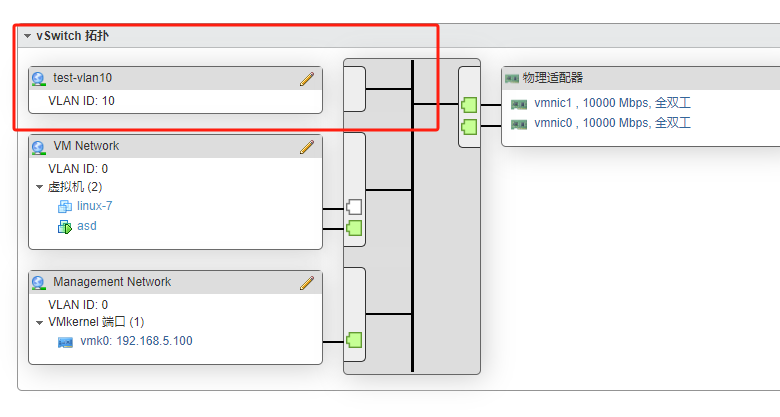 vSwitch 拓扑
test-vlan10
VLAN ID: 10
物理适配器
vmnic1 , 10000 Mbps, 全双工
vmnic0 , 10000 Mbps, 全双工
VM Network
VLAN ID: 0
虚拟机 (2)
linux-7
asd
Management Network
VLAN ID: 0
VMkernel 端口 (1)
vmk0: 192.168.5.100